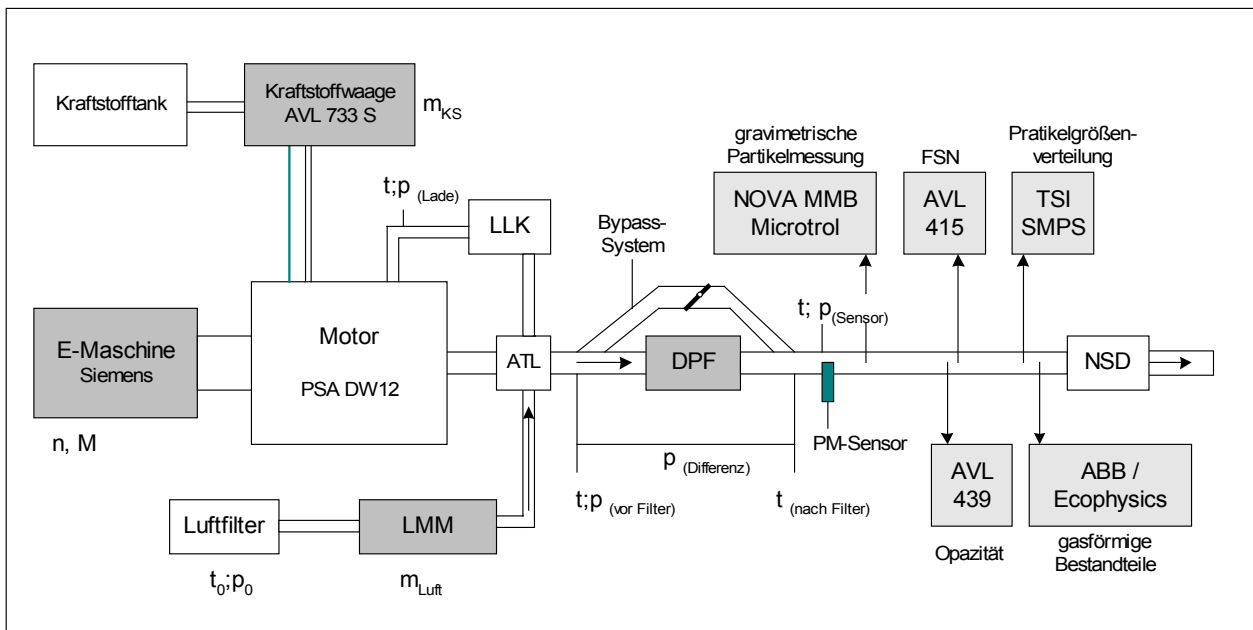 Kraftstofftank
Kraftstoffwaage
AVL 733 S
m_KS
gravimetrische
Partikelmessung
NOVA MMB
Microtrol
FSN
AVL
415
Pratikelgrößen-
verteilung
TSI
SMPS
t;p (Lade)
LLK
Bypass-
System
E-Maschine
Siemens
n, M
Motor
PSA DW12
ATL
DPF
t; p (Sensor)
PM-Sensor
NSD
p (Differenz)
t;p (vor Filter)
t (nach Filter)
AVL
439
Opazität
ABB /
Ecophysics
gasförmige
Bestandteile
Luftfilter
t0;p0
LMM
m_Luft